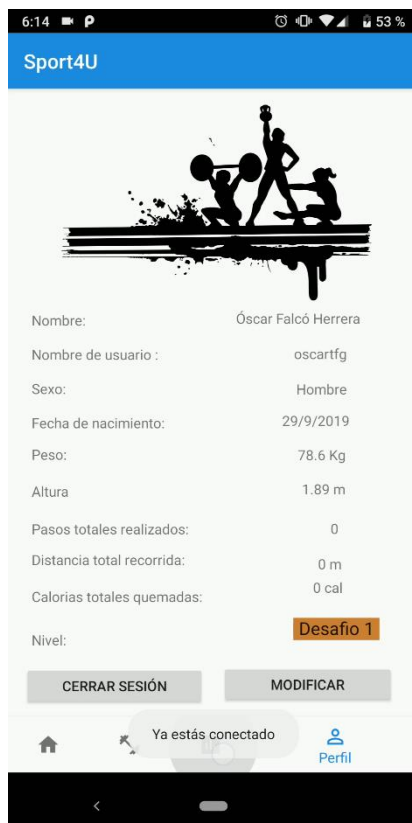 6:14 53 %
Sport4U
Nombre: Óscar Falcó Herrera
Nombre de usuario : oscartfg
Sexo: Hombre
Fecha de nacimiento: 29/9/2019
Peso: 78.6 Kg
Altura 1.89 m
Pasos totales realizados: 0
Distancia total recorrida: 0 m
Calorias totales quemadas: 0 cal
Nivel: Desafio 1
CERRAR SESIÓN MODIFICAR
Ya estás conectado
Perfil